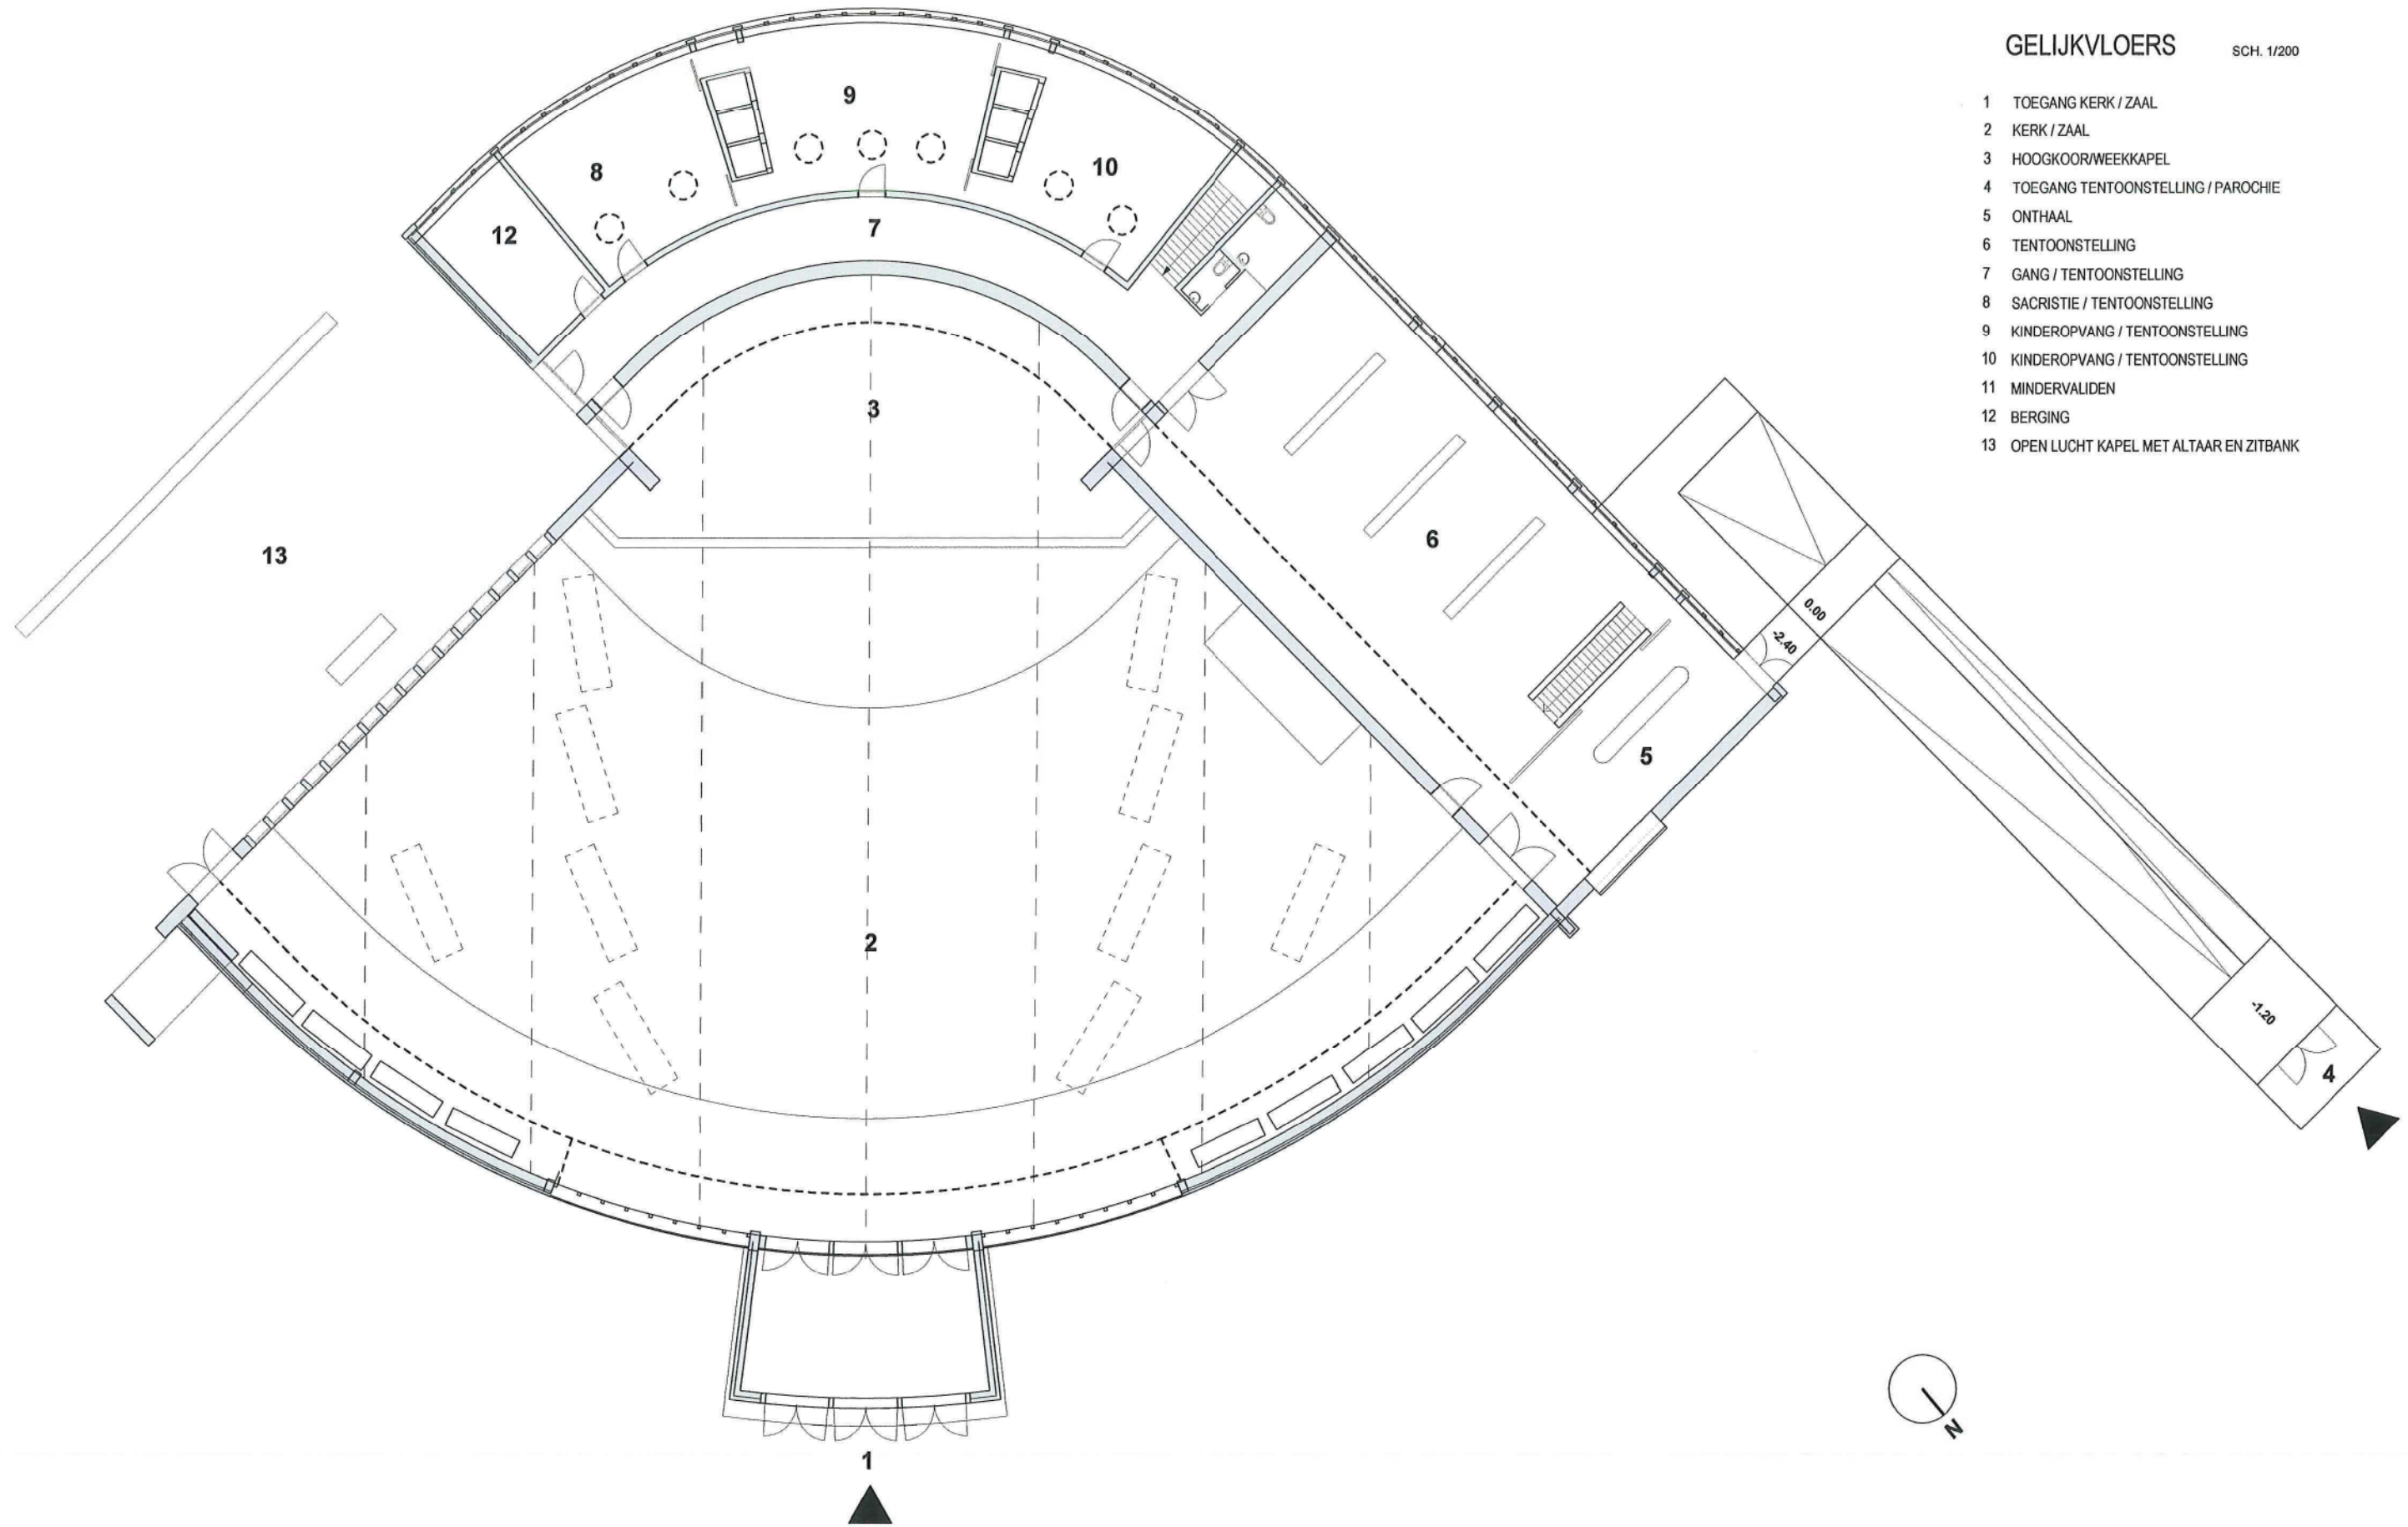 GELIJKVLOERS SCH. 1/200
1 TOEGANG KERK / ZAAL
2 KERK / ZAAL
3 HOOGKOOR/WEEKKAPEL
4 TOEGANG TENTOONSTELLING / PAROCHIE
5 ONTHAAL
6 TENTOONSTELLING
7 GANG / TENTOONSTELLING
8 SACRISTIE / TENTOONSTELLING
9 KINDEROPVANG / TENTOONSTELLING
10 KINDEROPVANG / TENTOONSTELLING
11 MINDERVALIDEN
12 BERGING
13 OPEN LUCHT KAPEL MET ALTAAR EN ZITBANK
9
8
10
12
7
3
6
13
0.00
-2.40
5
2
-1.20
4
N
1